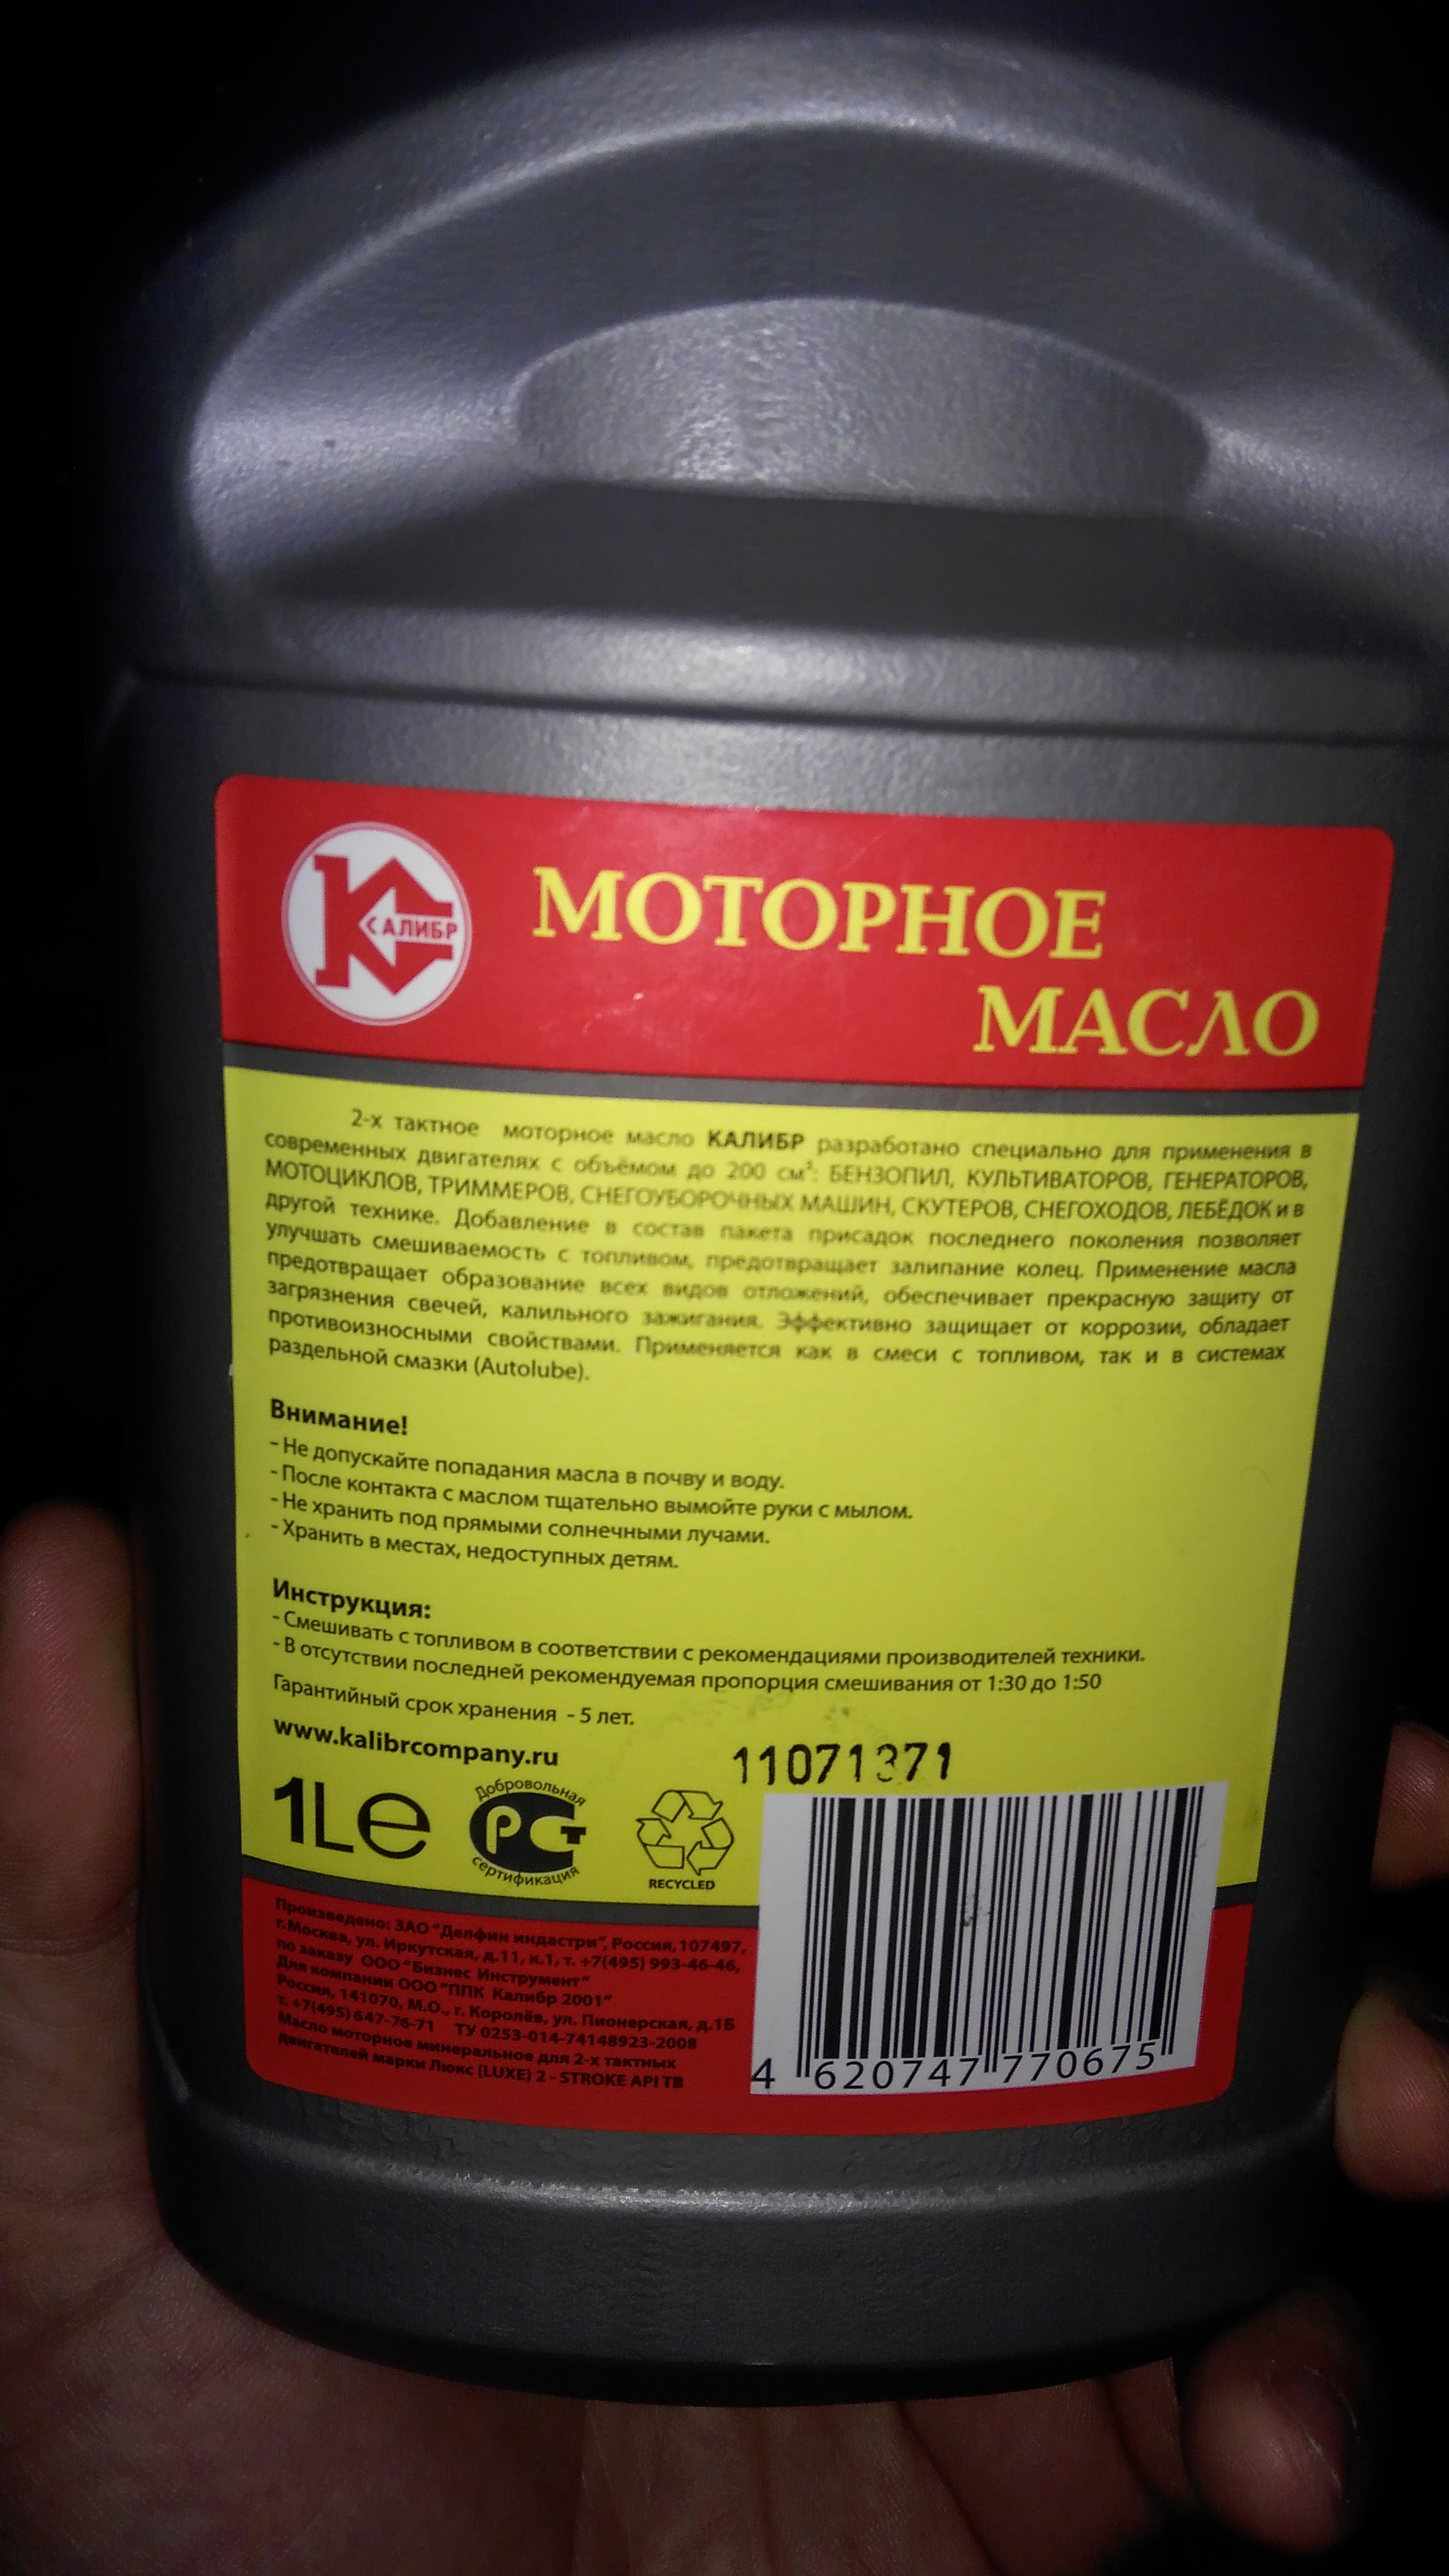 КАЛИБР
МОТОРНОЕ
МАСЛО
2-х тактное моторное масло КАЛИБР разработано специально для применения в
современных двигателях с объёмом до 200 см³: БЕНЗОПИЛ, КУЛЬТИВАТОРОВ, ГЕНЕРАТОРОВ,
МОТОЦИКЛОВ, ТРИММЕРОВ, СНЕГОУБОРОЧНЫХ МАШИН, СКУТЕРОВ, СНЕГОХОДОВ, ЛЕБЁДОК и в
другой технике. Добавление в состав пакета присадок последнего поколения позволяет
улучшать смешиваемость с топливом, предотвращает залипание колец. Применение масла
предотвращает образование всех видов отложений, обеспечивает прекрасную защиту от
загрязнения свечей, калильного зажигания. Эффективно защищает от коррозии, обладает
противоизносными свойствами. Применяется как в смеси с топливом, так и в системах
раздельной смазки (Autolube).
Внимание!
- Не допускайте попадания масла в почву и воду.
- После контакта с маслом тщательно вымойте руки с мылом.
- Не хранить под прямыми солнечными лучами.
- Хранить в местах, недоступных детям.
Инструкция:
- Смешивать с топливом в соответствии с рекомендациями производителей техники.
- В отсутствии последней рекомендуемая пропорция смешивания от 1:30 до 1:50
Гарантийный срок хранения - 5 лет.
www.kalibrcompany.ru
11071371
1Le
Добровольная
РСТ
сертификация
RECYCLED
Произведено: ЗАО "Делфин индастри", Россия, 107497,
г.Москва, ул. Иркутская, д.11, к.1, т. +7(495) 993-46-46,
по заказу ООО "Бизнес Инструмент"
Для компании ООО "ППК Калибр 2001"
Россия, 141070, М.О., г. Королёв, ул. Пионерская, д.1Б
т. +7(495) 647-76-71 ТУ 0253-014-74148923-2008
Масло моторное минеральное для 2-х тактных
двигателей марки Люкс (LUXE) 2 - STROKE API TB
4 620747 770675